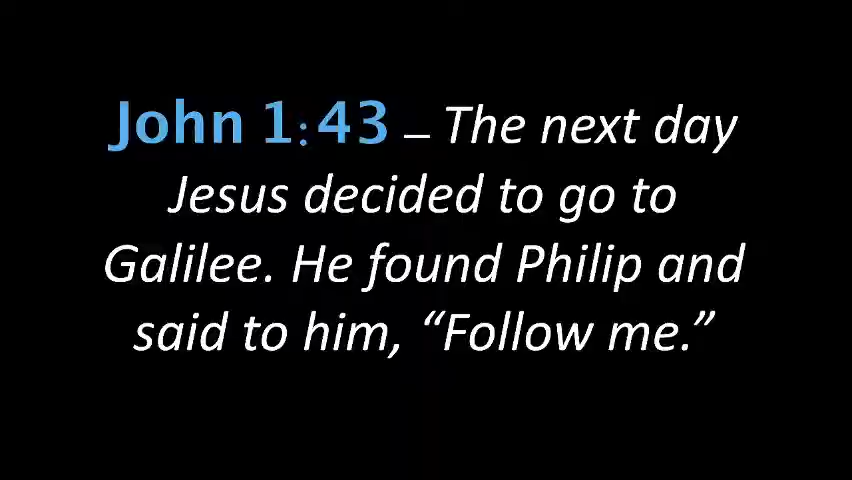 John 1:43 – The next day
Jesus decided to go to
Galilee. He found Philip and
said to him, “Follow me.”